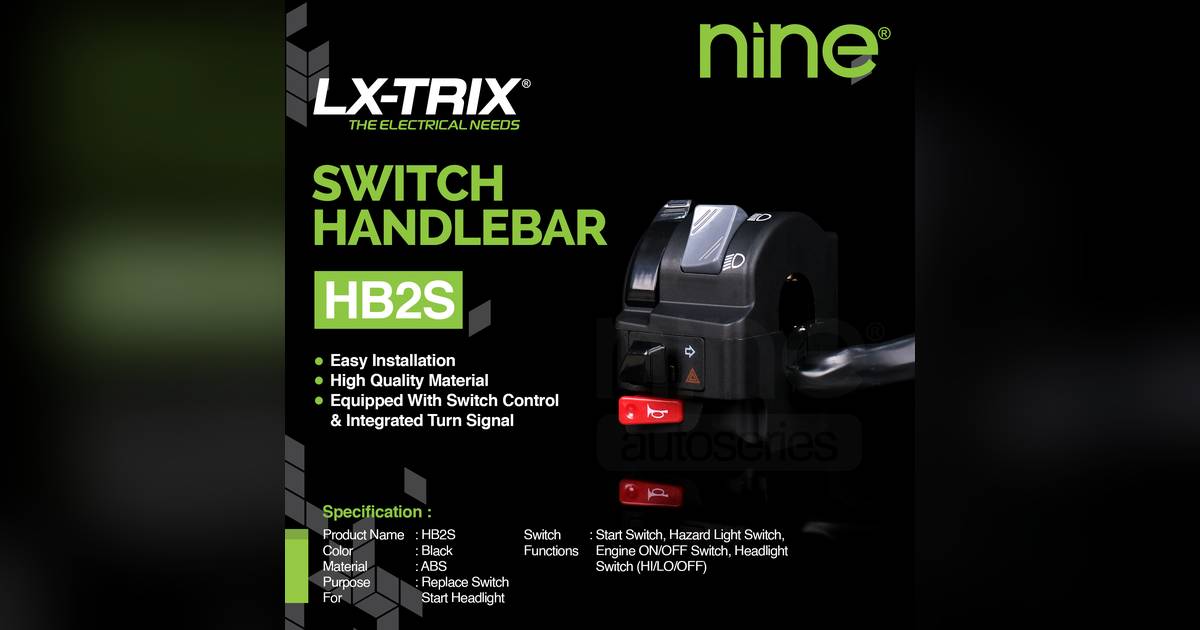 nine®
LX-TRIX®
THE ELECTRICAL NEEDS
SWITCH
HANDLEBAR
HB2S
Easy Installation
High Quality Material
Equipped With Switch Control
& Integrated Turn Signal
autoseries
Specification :
Product Name : HB2S
Color : Black
Material : ABS
Purpose : Replace Switch
For Start Headlight
Switch : Start Switch, Hazard Light Switch,
Functions Engine ON/OFF Switch, Headlight
Switch (HI/LO/OFF)